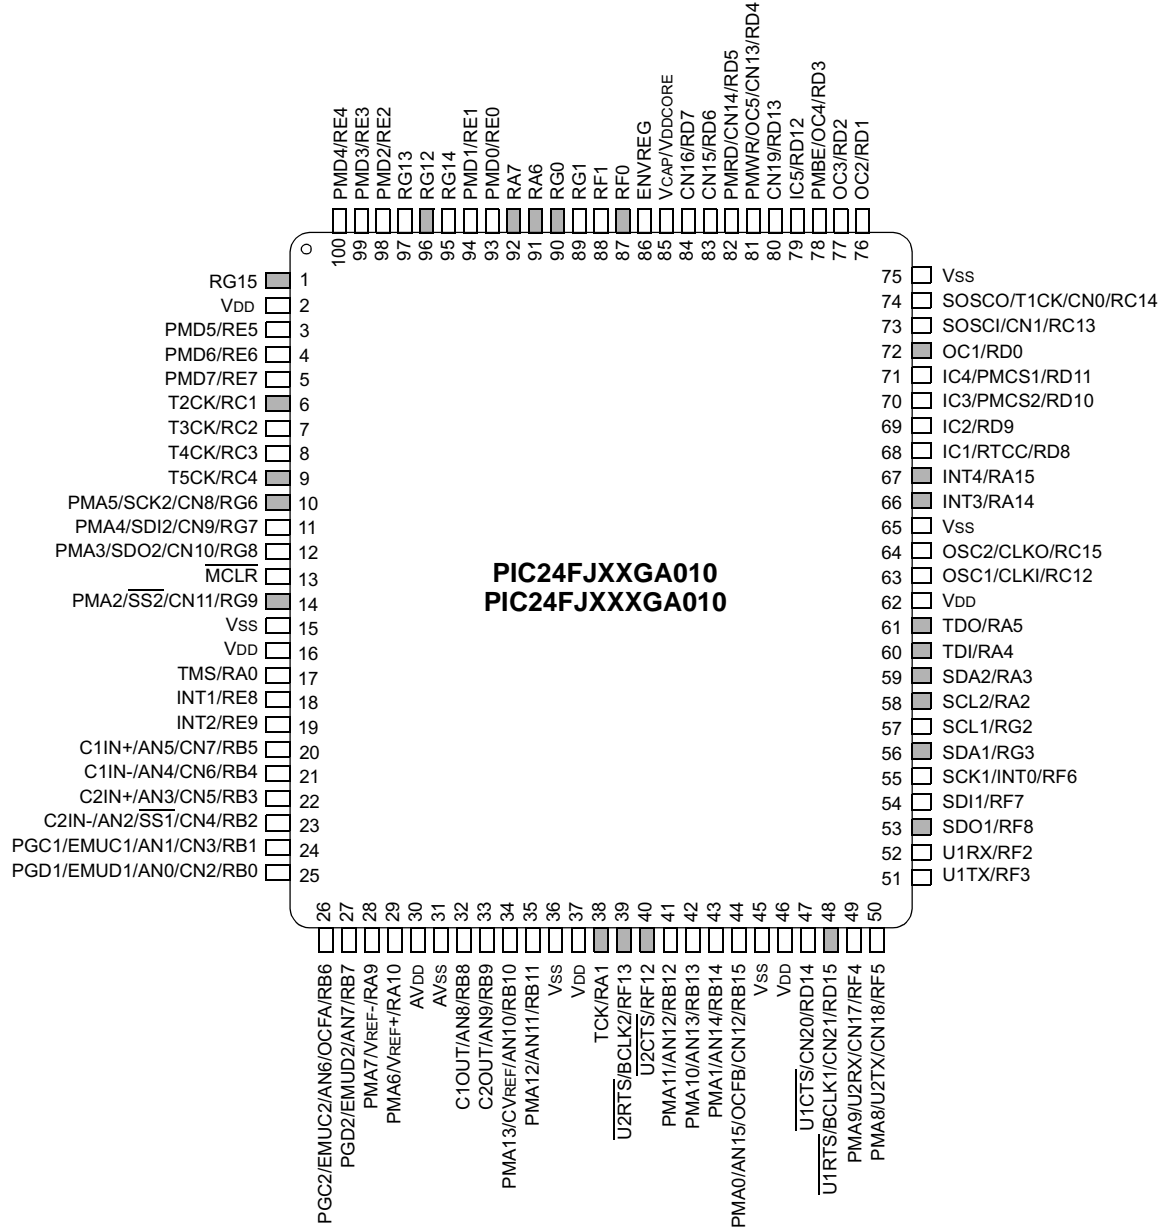 PMD4/RE4
PMD3/RE3
PMD2/RE2
RG13
RG12
RG14
PMD1/RE1
PMD0/RE0
RA7
RA6
RG0
RG1
RF1
RF0
ENVREG
VCAP/VDDCORE
CN16/RD7
CN15/RD6
PMRD/CN14/RD5
PMWR/OC5/CN13/RD4
CN19/RD13
IC5/RD12
PMBE/OC4/RD3
OC3/RD2
OC2/RD1
100
99
98
97
96
95
94
93
92
91
90
89
88
87
86
85
84
83
82
81
80
79
78
77
76
RG15 1
VDD 2
PMD5/RE5 3
PMD6/RE6 4
PMD7/RE7 5
T2CK/RC1 6
T3CK/RC2 7
T4CK/RC3 8
T5CK/RC4 9
PMA5/SCK2/CN8/RG6 10
PMA4/SDI2/CN9/RG7 11
PMA3/SDO2/CN10/RG8 12
MCLR 13
PMA2/SS2/CN11/RG9 14
VSS 15
VDD 16
TMS/RA0 17
INT1/RE8 18
INT2/RE9 19
C1IN+/AN5/CN7/RB5 20
C1IN-/AN4/CN6/RB4 21
C2IN+/AN3/CN5/RB3 22
C2IN-/AN2/SS1/CN4/RB2 23
PGC1/EMUC1/AN1/CN3/RB1 24
PGD1/EMUD1/AN0/CN2/RB0 25
PIC24FJXXGA010
PIC24FJXXXGA010
75 VSS
74 SOSCO/T1CK/CN0/RC14
73 SOSCI/CN1/RC13
72 OC1/RD0
71 IC4/PMCS1/RD11
70 IC3/PMCS2/RD10
69 IC2/RD9
68 IC1/RTCC/RD8
67 INT4/RA15
66 INT3/RA14
65 VSS
64 OSC2/CLKO/RC15
63 OSC1/CLKI/RC12
62 VDD
61 TDO/RA5
60 TDI/RA4
59 SDA2/RA3
58 SCL2/RA2
57 SCL1/RG2
56 SDA1/RG3
55 SCK1/INT0/RF6
54 SDI1/RF7
53 SDO1/RF8
52 U1RX/RF2
51 U1TX/RF3
26
27
28
29
30
31
32
33
34
35
36
37
38
39
40
41
42
43
44
45
46
47
48
49
50
PGC2/EMUC2/AN6/OCFA/RB6
PGD2/EMUD2/AN7/RB7
PMA7/VREF-/RA9
PMA6/VREF+/RA10
AVDD
AVSS
C1OUT/AN8/RB8
C2OUT/AN9/RB9
PMA13/CVREF/AN10/RB10
PMA12/AN11/RB11
VSS
VDD
TCK/RA1
U2RTS/BCLK2/RF13
U2CTS/RF12
PMA11/AN12/RB12
PMA10/AN13/RB13
PMA1/AN14/RB14
PMA0/AN15/OCFB/CN12/RB15
VSS
VDD
U1CTS/CN20/RD14
U1RTS/BCLK1/CN21/RD15
PMA9/U2RX/CN17/RF4
PMA8/U2TX/CN18/RF5